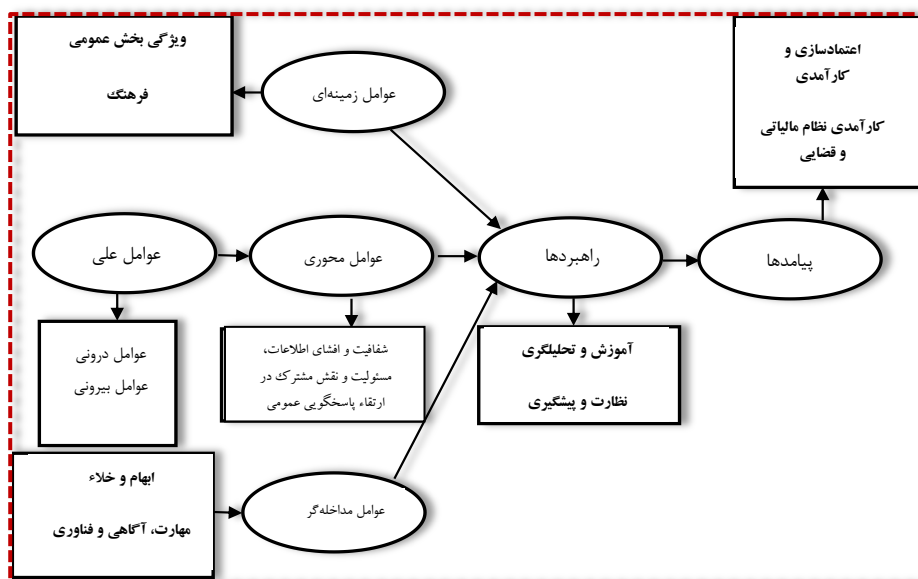 ویژگی بخش عمومی
فرهنگ
عوامل زمینه‌ای
اعتمادسازی و
کارآمدی
کارآمدی نظام مالیاتی
و قضایی
عوامل علی
عوامل محوری
راهبردها
پیامدها
عوامل درونی
عوامل بیرونی
شفافیت و افشای اطلاعات،
مسئولیت و نقش مشترک در
ارتقاء پاسخگویی عمومی
آموزش و تحلیلگری
نظارت و پیشگیری
ابهام و خلاء
مهارت، آگاهی و فناوری
عوامل مداخله‌گر